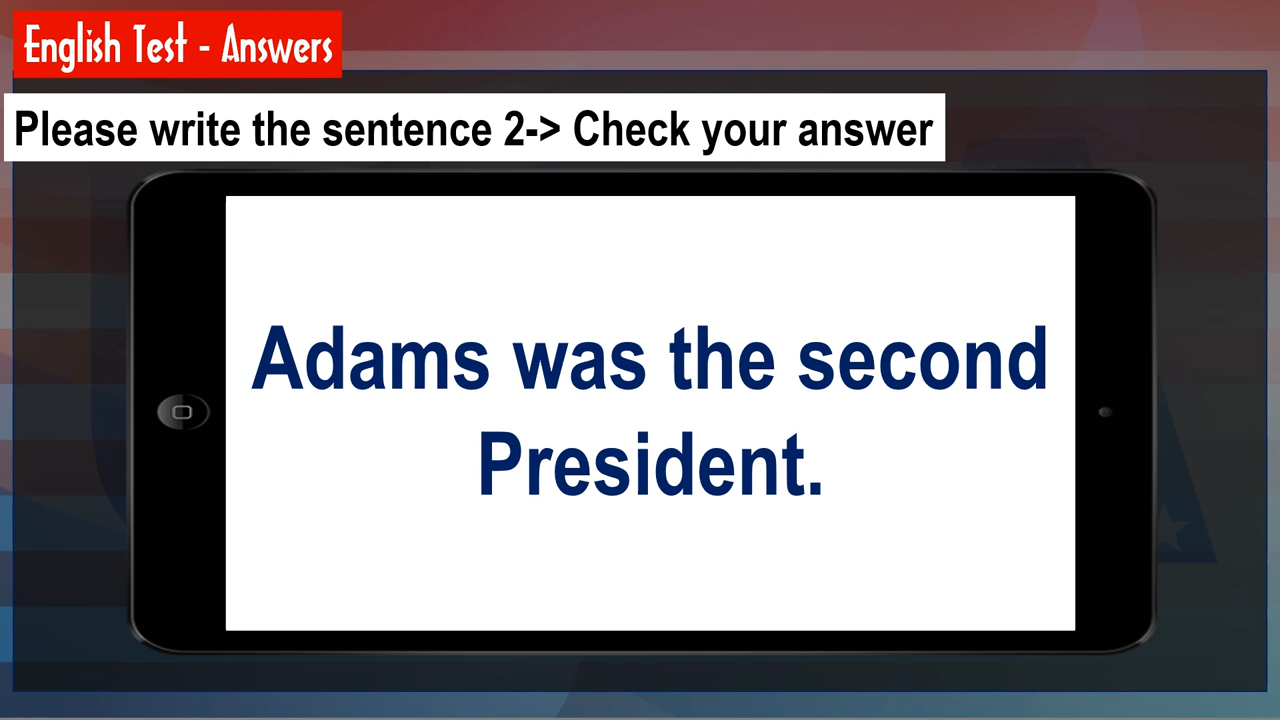 English Test - Answers
Please write the sentence 2-> Check your answer
Adams was the second
President.